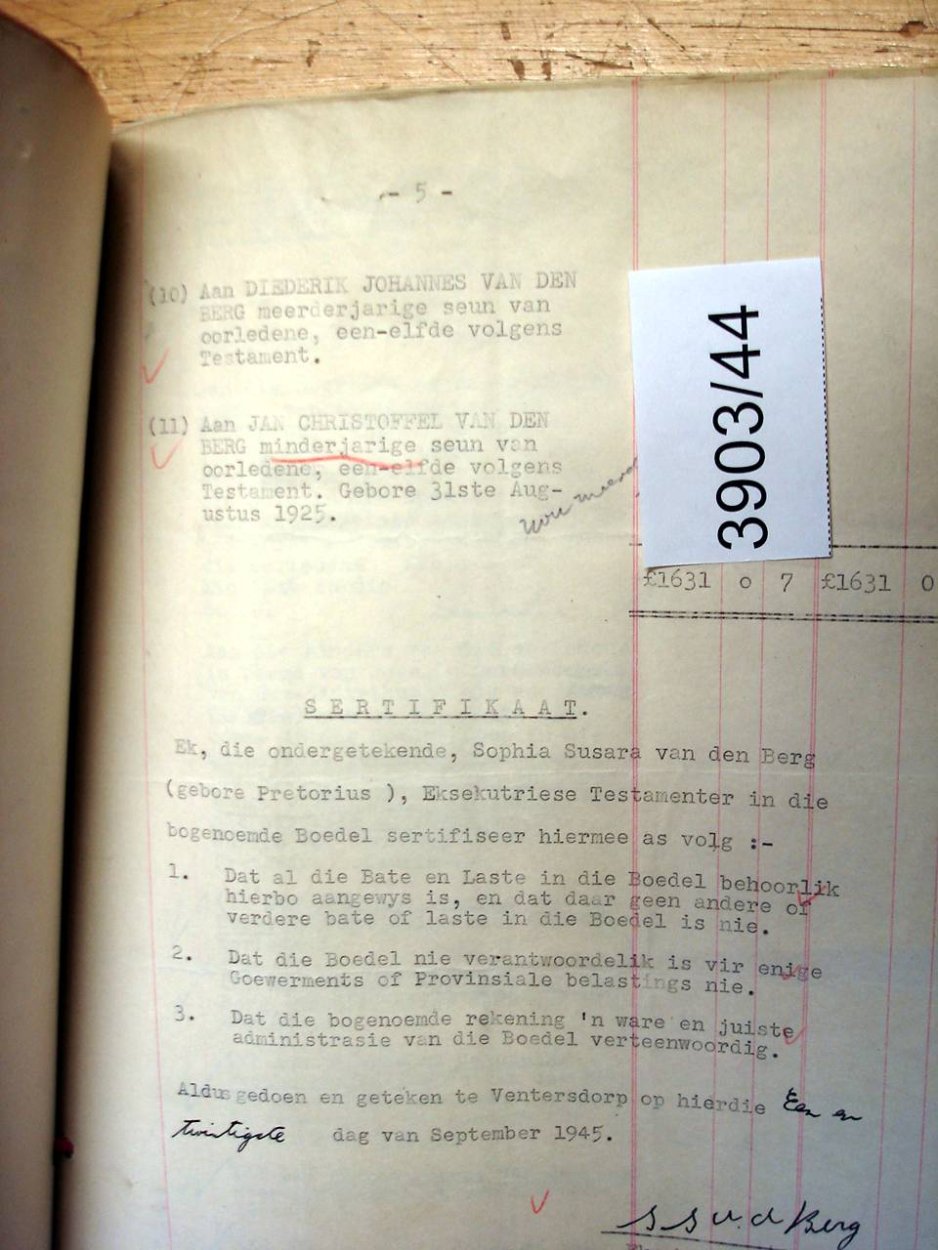 - 5 -
(10) Aan DIEDERIK JOHANNES VAN DEN
BERG meerderjarige seun van
oorledene, een-elfde volgens
Testament.
3903/44
(11) Aan JAN CHRISTOFFEL VAN DEN
BERG minderjarige seun van
oorledene, een-elfde volgens
Testament. Gebore 31ste Aug-
ustus 1925.
£1631 0 7 £1631 0
SERTIFIKAAT.
Ek, die ondergetekende, Sophia Susara van den Berg
(gebore Pretorius ), Eksekutriese Testamenter in die
bogenoemde Boedel sertifiseer hiermee as volg :-
1. Dat al die Bate en Laste in die Boedel behoorlik
hierbo aangewys is, en dat daar geen andere of
verdere bate of laste in die Boedel is nie.
2. Dat die Boedel nie verantwoordelik is vir enige
Goewerments of Provinsiale belastings nie.
3. Dat die bogenoemde rekening 'n ware en juiste
administrasie van die Boedel verteenwoordig.
Aldus gedoen en geteken te Ventersdorp op hierdie Een en
twintigste dag van September 1945.
S S v. d Berg